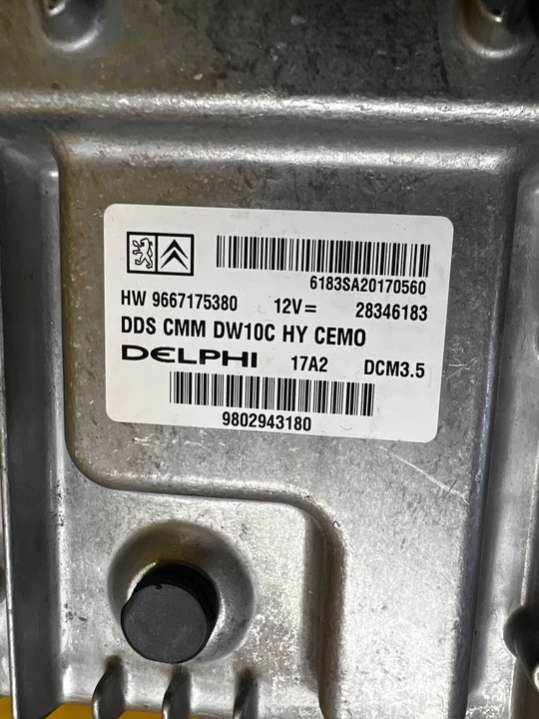 6183SA20170560
HW 9667175380 12V= 28346183
DDS CMM DW10C HY CEMO
DELPHI 17A2 DCM3.5
9802943180